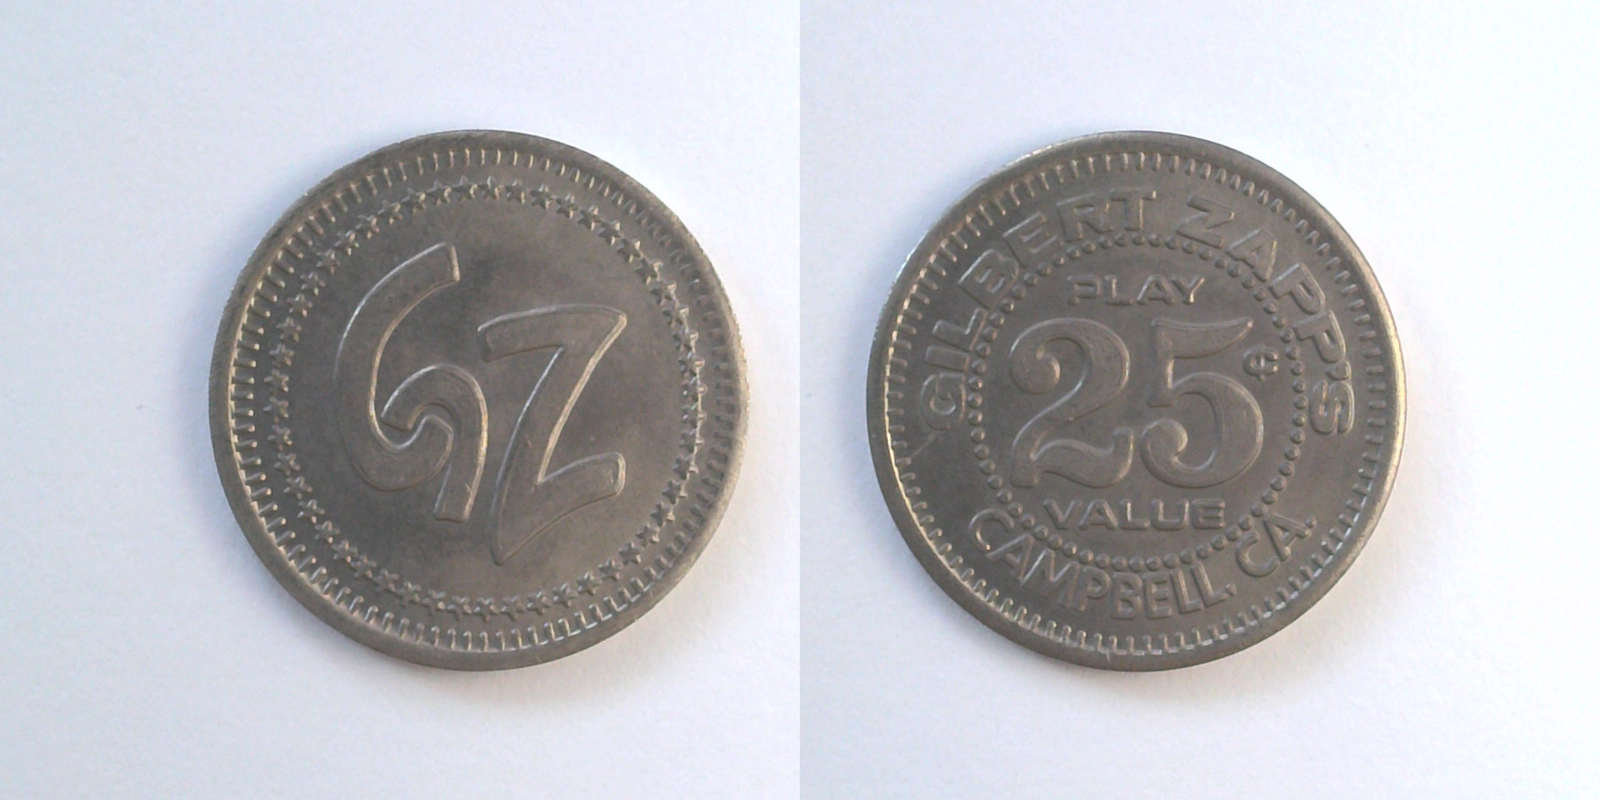 GZ
GILBERT ZAPP'S
PLAY
25¢
VALUE
CAMPBELL, CA.